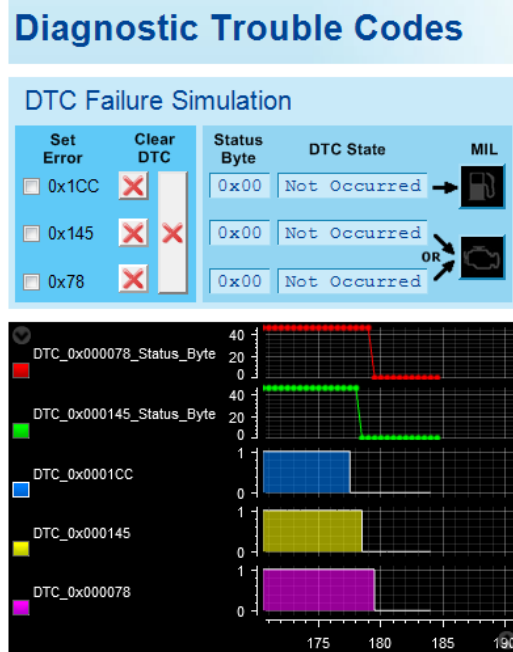 Diagnostic Trouble Codes
DTC Failure Simulation
Set Error
Clear DTC
Status Byte
DTC State
MIL
0x1CC 0x00 Not Occurred
0x145 0x00 Not Occurred
OR
0x78 0x00 Not Occurred
DTC_0x000078_Status_Byte
40
20
0
DTC_0x000145_Status_Byte
40
20
0
DTC_0x0001CC
1
0
DTC_0x000145
1
0
DTC_0x000078
1
0
175 180 185 190